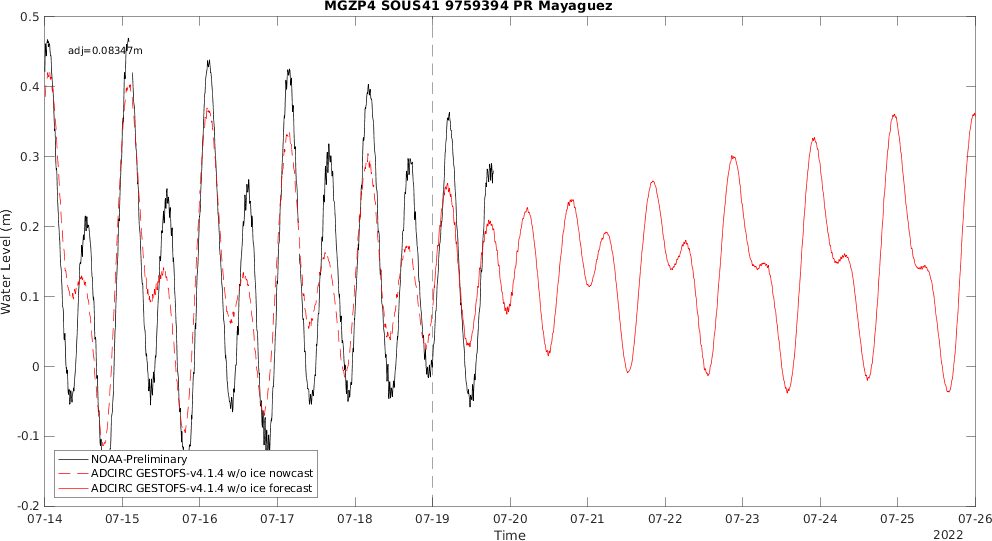 MGZP4 SOUS41 9759394 PR Mayaguez
adj=0.08347m
Water Level (m)
0.5
0.4
0.3
0.2
0.1
0
-0.1
-0.2
NOAA-Preliminary
ADCIRC GESTOFS-v4.1.4 w/o ice nowcast
ADCIRC GESTOFS-v4.1.4 w/o ice forecast
07-14 07-15 07-16 07-17 07-18 07-19 07-20 07-21 07-22 07-23 07-24 07-25 07-26
Time
2022